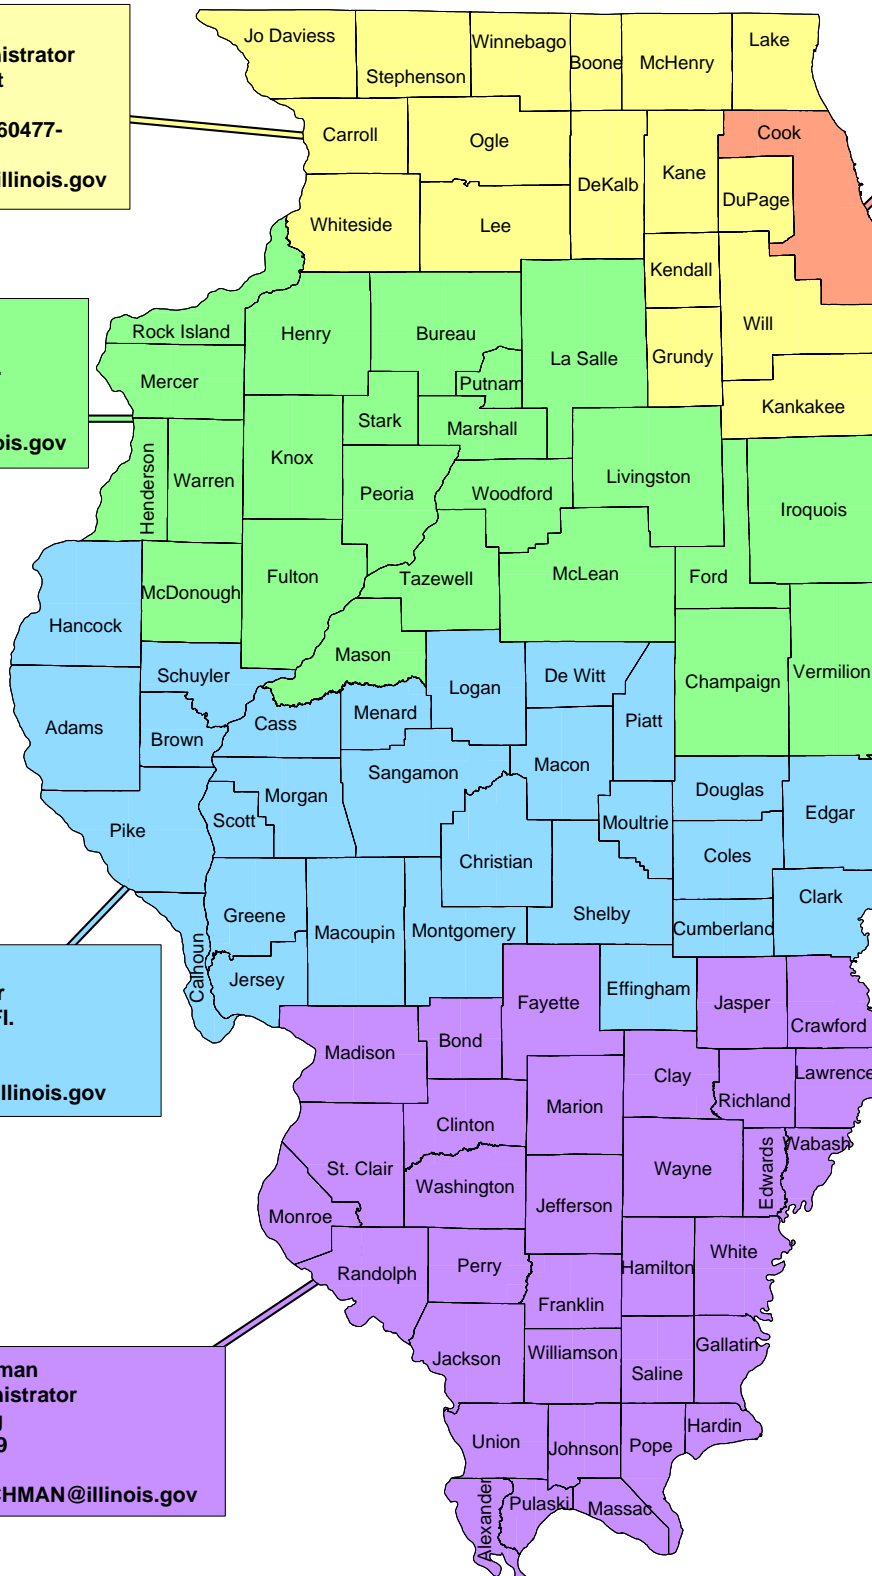 Jo Daviess
Stephenson
Winnebago
Boone
McHenry
Lake
istrator
t
60477-
illinois.gov
Carroll
Ogle
DeKalb
Kane
Cook
DuPage
Whiteside
Lee
Kendall
Will
Grundy
Kankakee
Rock Island
Henry
Bureau
La Salle
Putnam
Mercer
Stark
Marshall
ois.gov
Henderson
Warren
Knox
Peoria
Woodford
Livingston
Iroquois
McDonough
Fulton
Tazewell
McLean
Ford
Hancock
Mason
Champaign
Vermilion
Schuyler
Logan
De Witt
Piatt
Adams
Brown
Cass
Menard
Macon
Sangamon
Douglas
Edgar
Pike
Scott
Morgan
Christian
Moultrie
Coles
Clark
Greene
Macoupin
Montgomery
Shelby
Cumberland
Calhoun
Jersey
Effingham
r
Fl.
illinois.gov
Fayette
Jasper
Crawford
Madison
Bond
Clay
Richland
Lawrence
Marion
Clinton
St. Clair
Washington
Wayne
Edwards
Wabash
Monroe
Jefferson
Randolph
Perry
Hamilton
White
Franklin
Jackson
Williamson
Saline
Gallatin
man
nistrator
g
9
CHMAN@illinois.gov
Union
Johnson
Pope
Hardin
Alexander
Pulaski
Massac